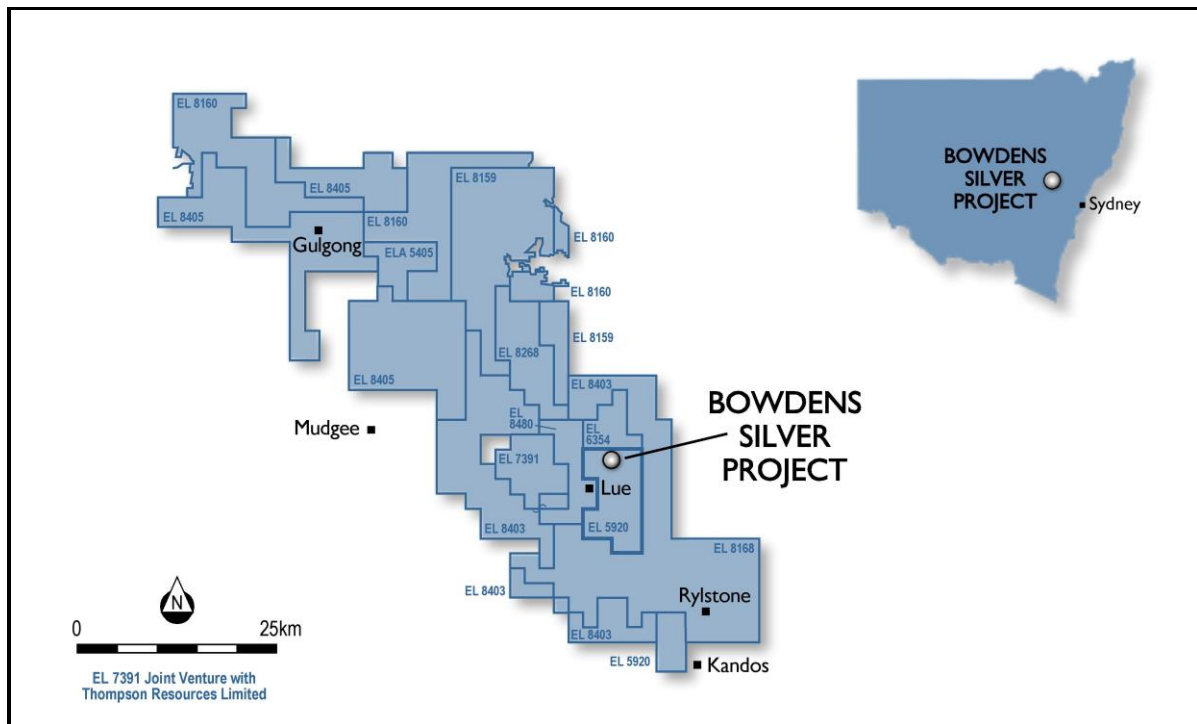 EL 8160
EL 8405
EL 8159
EL 8405
EL 8160
Gulgong
ELA 5405
EL 8160
EL 8160
EL 8159
EL 8268
EL 8405
EL 8403
Mudgee
EL
8480
EL
6354
EL 7391
Lue
EL 5920
EL 8403
EL 8168
EL 8403
Rylstone
EL 8403
EL 5920
Kandos
BOWDENS
SILVER
PROJECT
BOWDENS
SILVER
PROJECT
Sydney
N
0 25km
EL 7391 Joint Venture with
Thompson Resources Limited